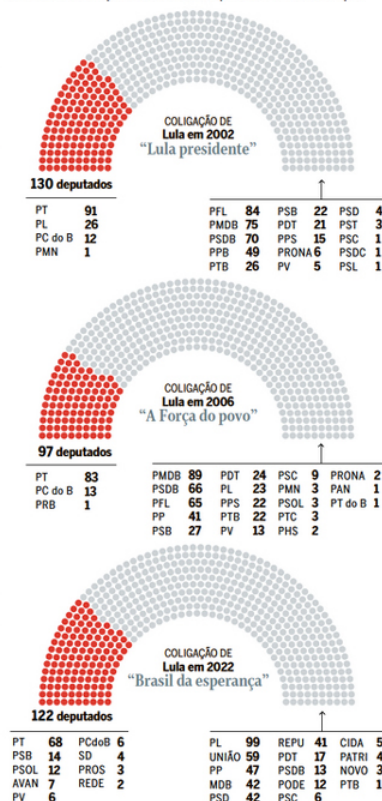 COLIGAÇÃO DE
Lula em 2002
“Lula presidente”
130 deputados
PT 91
PL 26
PC do B 12
PMN 1
PFL 84 PSB 22 PSD 4
PMDB 75 PDT 21 PST 3
PSDB 70 PPS 15 PSC 1
PPB 49 PRONA 6 PSDC 1
PTB 26 PV 5 PSL 1
COLIGAÇÃO DE
Lula em 2006
“A Força do povo”
97 deputados
PT 83
PC do B 13
PRB 1
PMDB 89 PDT 24 PSC 9 PRONA 2
PSDB 66 PL 23 PMN 3 PAN 1
PFL 65 PPS 22 PSOL 3 PT do B 1
PP 41 PTB 22 PTC 3
PSB 27 PV 13 PHS 2
COLIGAÇÃO DE
Lula em 2022
“Brasil da esperança”
122 deputados
PT 68 PCdoB 6
PSB 14 SD 4
PSOL 12 PROS 3
AVAN 7 REDE 2
PV 6
PL 99 REPU 41 CIDA 5
UNIÃO 59 PDT 17 PATRI 4
PP 47 PSDB 13 NOVO 3
MDB 42 PODE 12 PTB 1
PSD 42 PSC 6